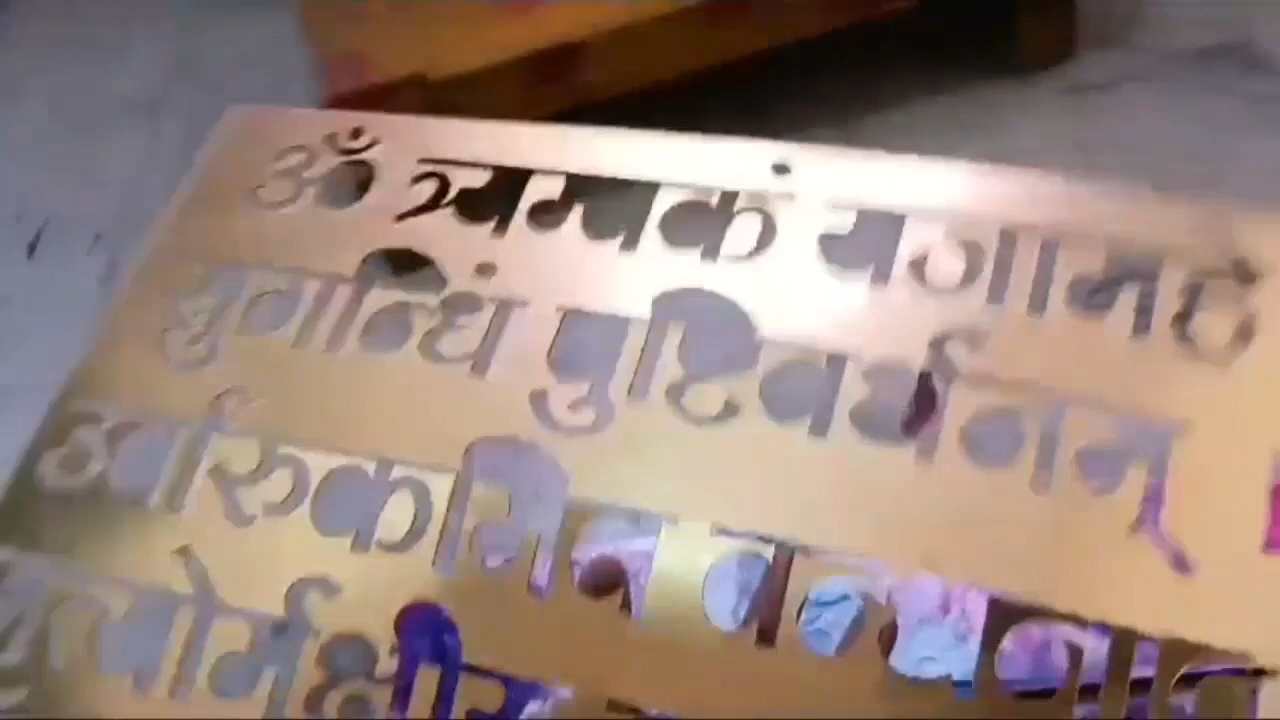 ॐ त्र्यम्बकं यजामहे
सुगन्धिं पुष्टिवर्धनम्
उर्वारुकमिव बन्धनान्
मृत्योर्मुक्षीय